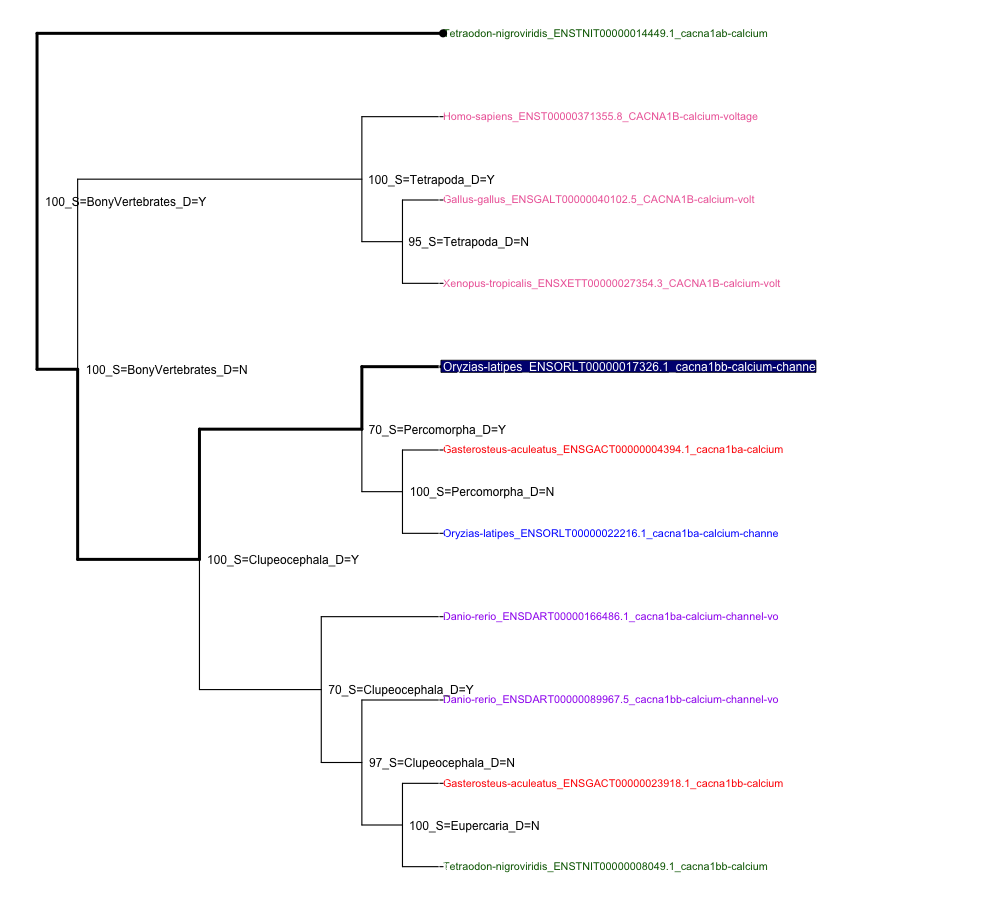 Tetraodon-nigroviridis_ENSTNIT00000014449.1_cacna1ab-calcium
Homo-sapiens_ENST00000371355.8_CACNA1B-calcium-voltage
100_S=Tetrapoda_D=Y
Gallus-gallus_ENSGALT00000040102.5_CACNA1B-calcium-volt
100_S=BonyVertebrates_D=Y
95_S=Tetrapoda_D=N
Xenopus-tropicalis_ENSXETT00000027354.3_CACNA1B-calcium-volt
Oryzias-latipes_ENSORLT00000017326.1_cacna1bb-calcium-channe
100_S=BonyVertebrates_D=N
70_S=Percomorpha_D=Y
Gasterosteus-aculeatus_ENSGACT00000004394.1_cacna1ba-calcium
100_S=Percomorpha_D=N
Oryzias-latipes_ENSORLT00000022216.1_cacna1ba-calcium-channe
100_S=Clupeocephala_D=Y
Danio-rerio_ENSDART00000166486.1_cacna1ba-calcium-channel-vo
70_S=Clupeocephala_D=Y
Danio-rerio_ENSDART00000089967.5_cacna1bb-calcium-channel-vo
97_S=Clupeocephala_D=N
Gasterosteus-aculeatus_ENSGACT00000023918.1_cacna1bb-calcium
100_S=Eupercaria_D=N
Tetraodon-nigroviridis_ENSTNIT00000008049.1_cacna1bb-calcium